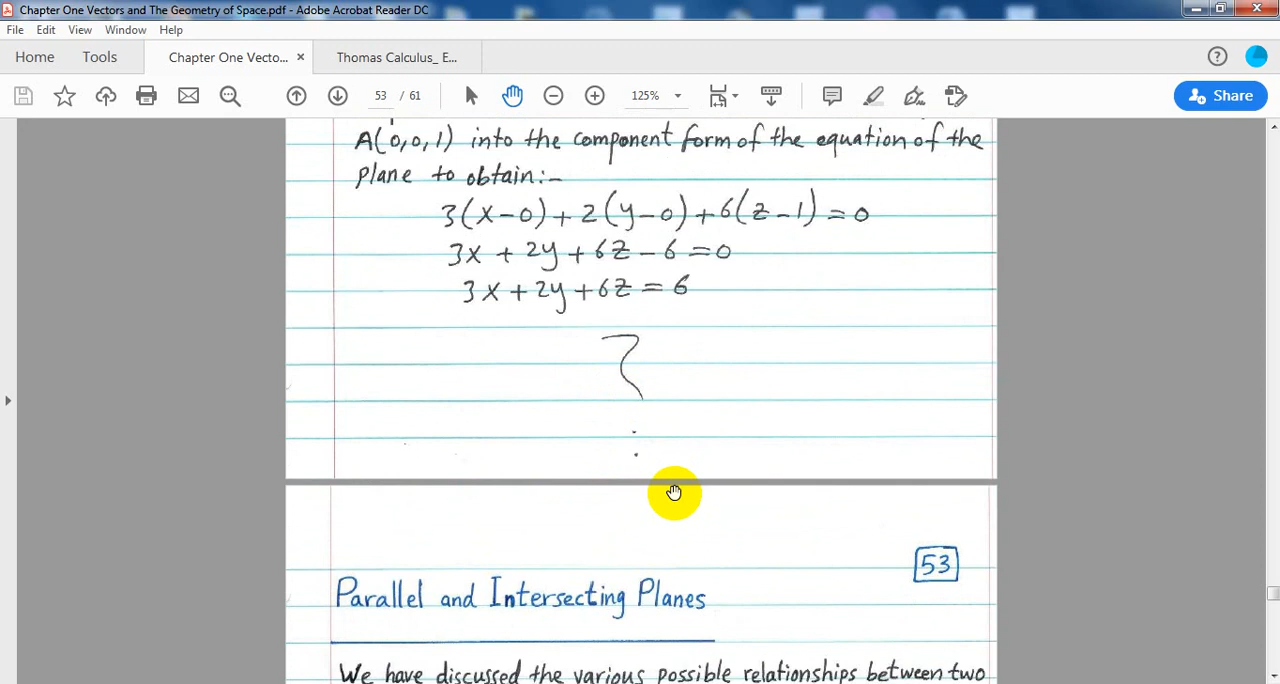 Chapter One Vectors and The Geometry of Space.pdf - Adobe Acrobat Reader DC
File Edit View Window Help
Home Tools Chapter One Vecto... × Thomas Calculus_ E...
53 / 61 125% Share
A(0,0,1) into the component form of the equation of the
plane to obtain:-
3(x-0)+2(y-0)+6(z-1)=0
3x+2y+6z-6=0
3x+2y+6z=6
53
Parallel and Intersecting Planes
We have discussed the various possible relationships between two